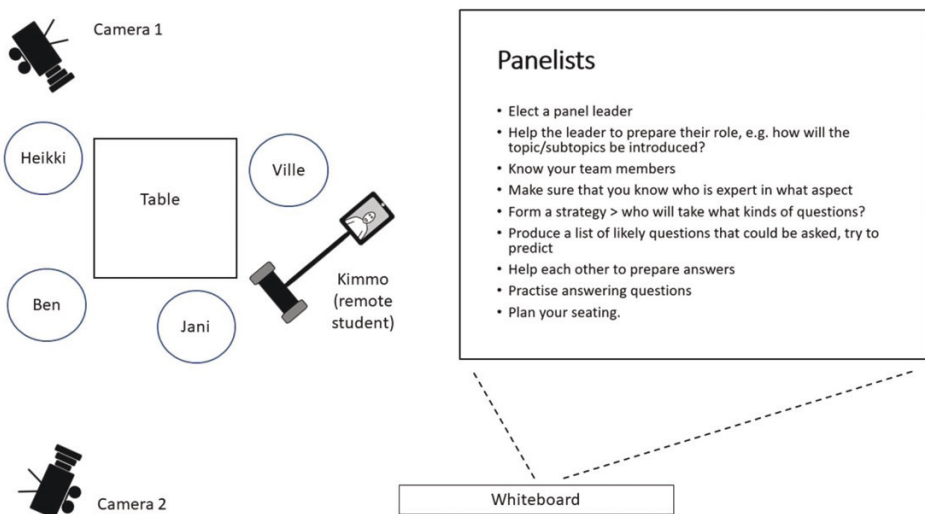 Camera 1
Heikki
Ville
Table
Kimmo
(remote
student)
Ben
Jani
Camera 2
Panelists
• Elect a panel leader
• Help the leader to prepare their role, e.g. how will the
topic/subtopics be introduced?
• Know your team members
• Make sure that you know who is expert in what aspect
• Form a strategy > who will take what kinds of questions?
• Produce a list of likely questions that could be asked, try to
predict
• Help each other to prepare answers
• Practise answering questions
• Plan your seating.
Whiteboard